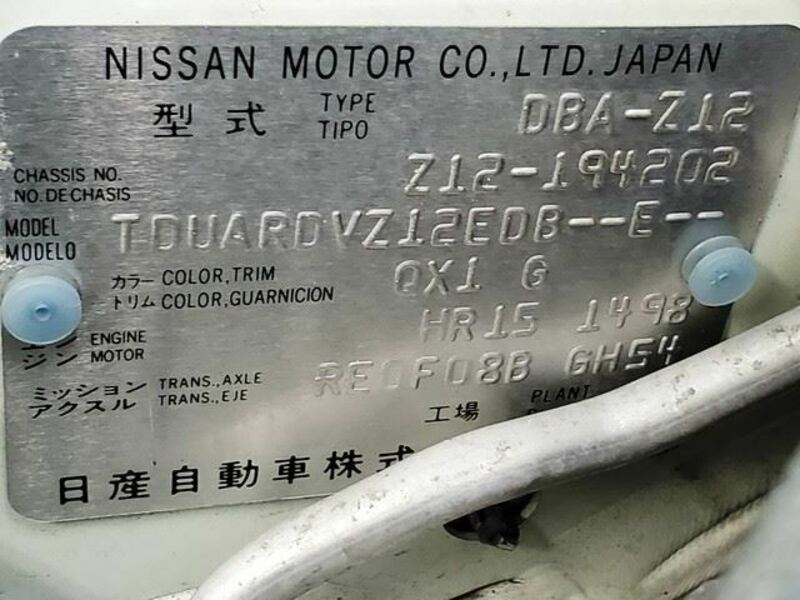 NISSAN MOTOR CO.,LTD. JAPAN
型式 TYPE TIPO DBA-Z12
CHASSIS NO. NO. DE CHASIS Z12-194202
MODEL MODELO TDUARDVZ12EDB--E--
カラー COLOR, TRIM
トリム COLOR, GUARNICION QX1 G
ENGINE
ジン MOTOR HR15 1498
ミッション TRANS., AXLE
アクスル TRANS., EJE RE0F08B GH54
工場 PLANT
日産自動車株式